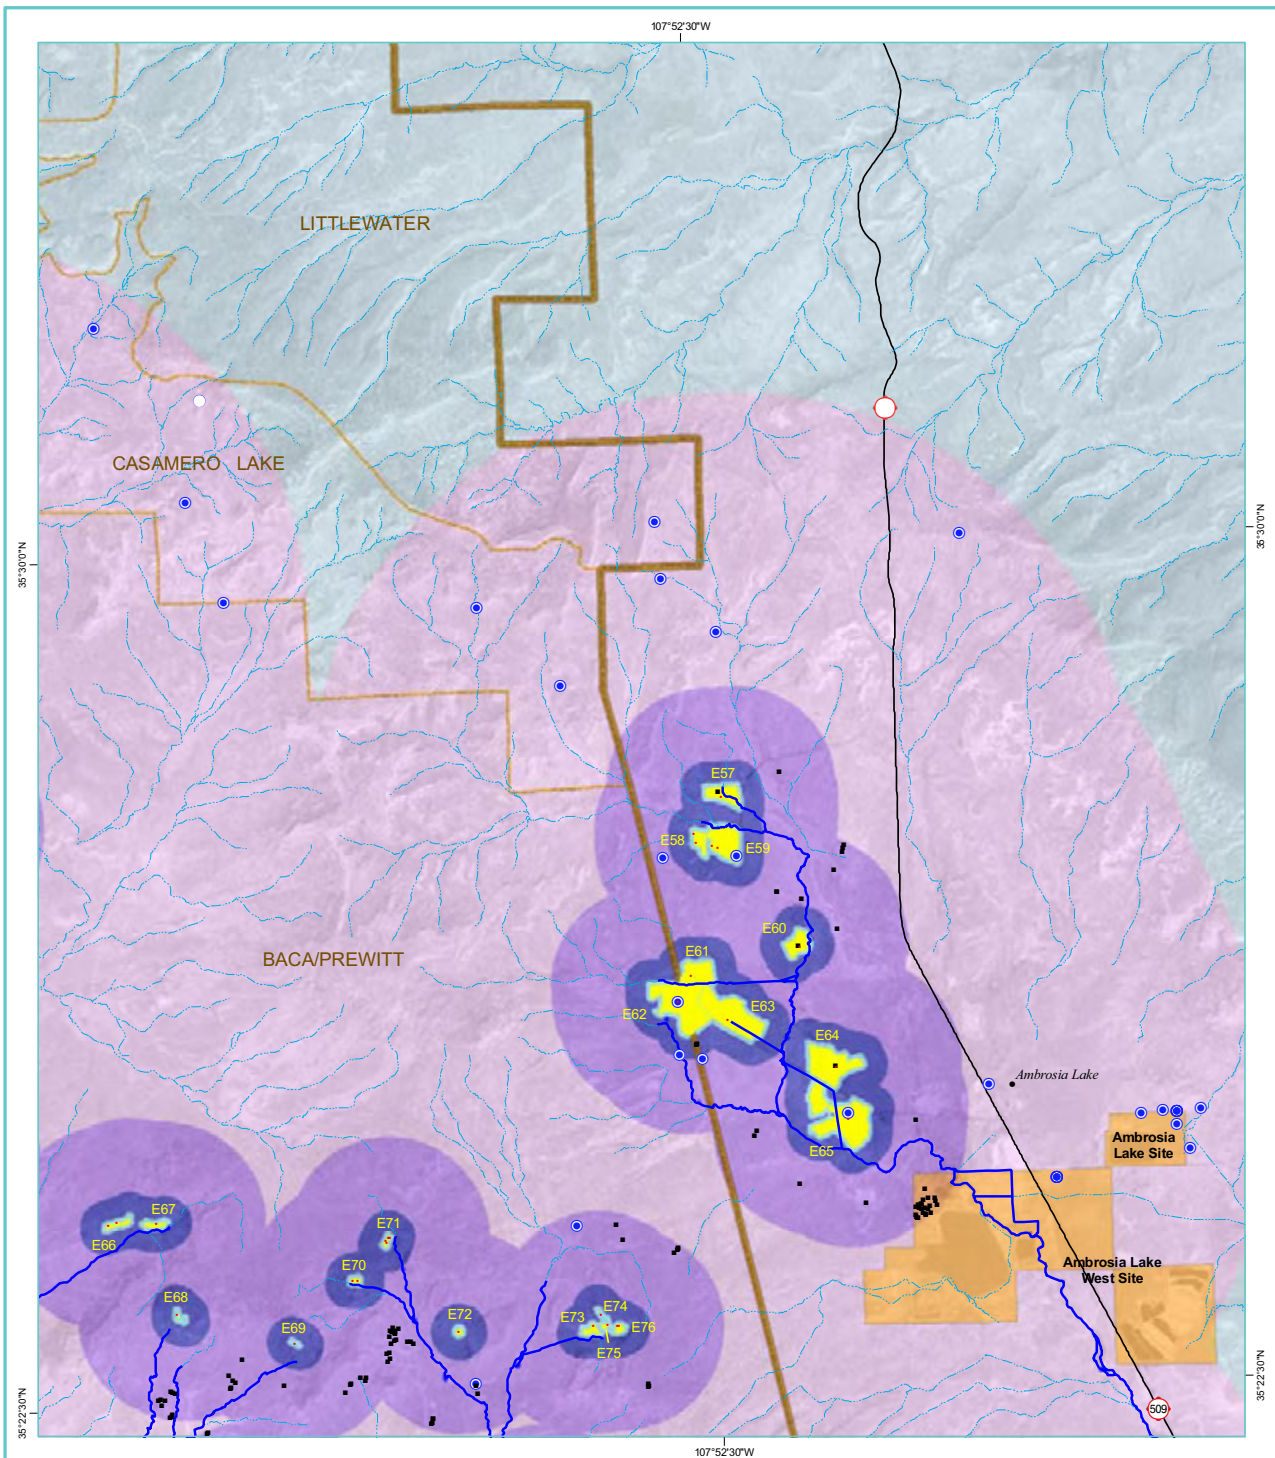 107°52'30"W
LITTLEWATER
CASAMERO LAKE
35°30'0"N
35°30'0"N
E57
E58
E59
E60
BACA/PREWITT
E61
E62
E63
E64
Ambrosia Lake
E65
Ambrosia
Lake Site
E67
E66
E71
E70
Ambrosia Lake
West Site
E68
E69
E72
E73
E74
E76
E75
35°22'30"N
35°22'30"N
509
107°52'30"W